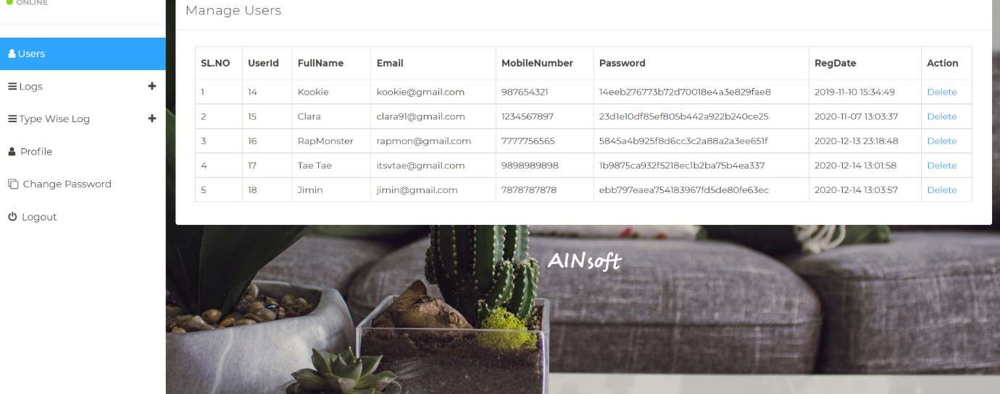 ONLINE
Manage Users
Users
Logs
Type Wise Log
Profile
Change Password
Logout
SL.NO UserId FullName Email MobileNumber Password RegDate Action
1 14 Kookie kookie@gmail.com 987654321 14eeb276773b72d70018e4a3e829fae8 2019-11-10 15:34:49 Delete
2 15 Clara clara91@gmail.com 1234567897 23d1e10df85ef805b442a922b240ce25 2020-11-07 13:03:37 Delete
3 16 RapMonster rapmon@gmail.com 7777756565 5845a4b925f8d6cc3c2a88a2a3ee651f 2020-12-13 23:18:48 Delete
4 17 Tae Tae itsvtae@gmail.com 9898989898 1b9875ca932f5218ec1b2ba75b4ea337 2020-12-14 13:01:58 Delete
5 18 Jimin jimin@gmail.com 7878787878 ebb797eaea754183967fd5de80fe63ec 2020-12-14 13:03:57 Delete
AINsoft